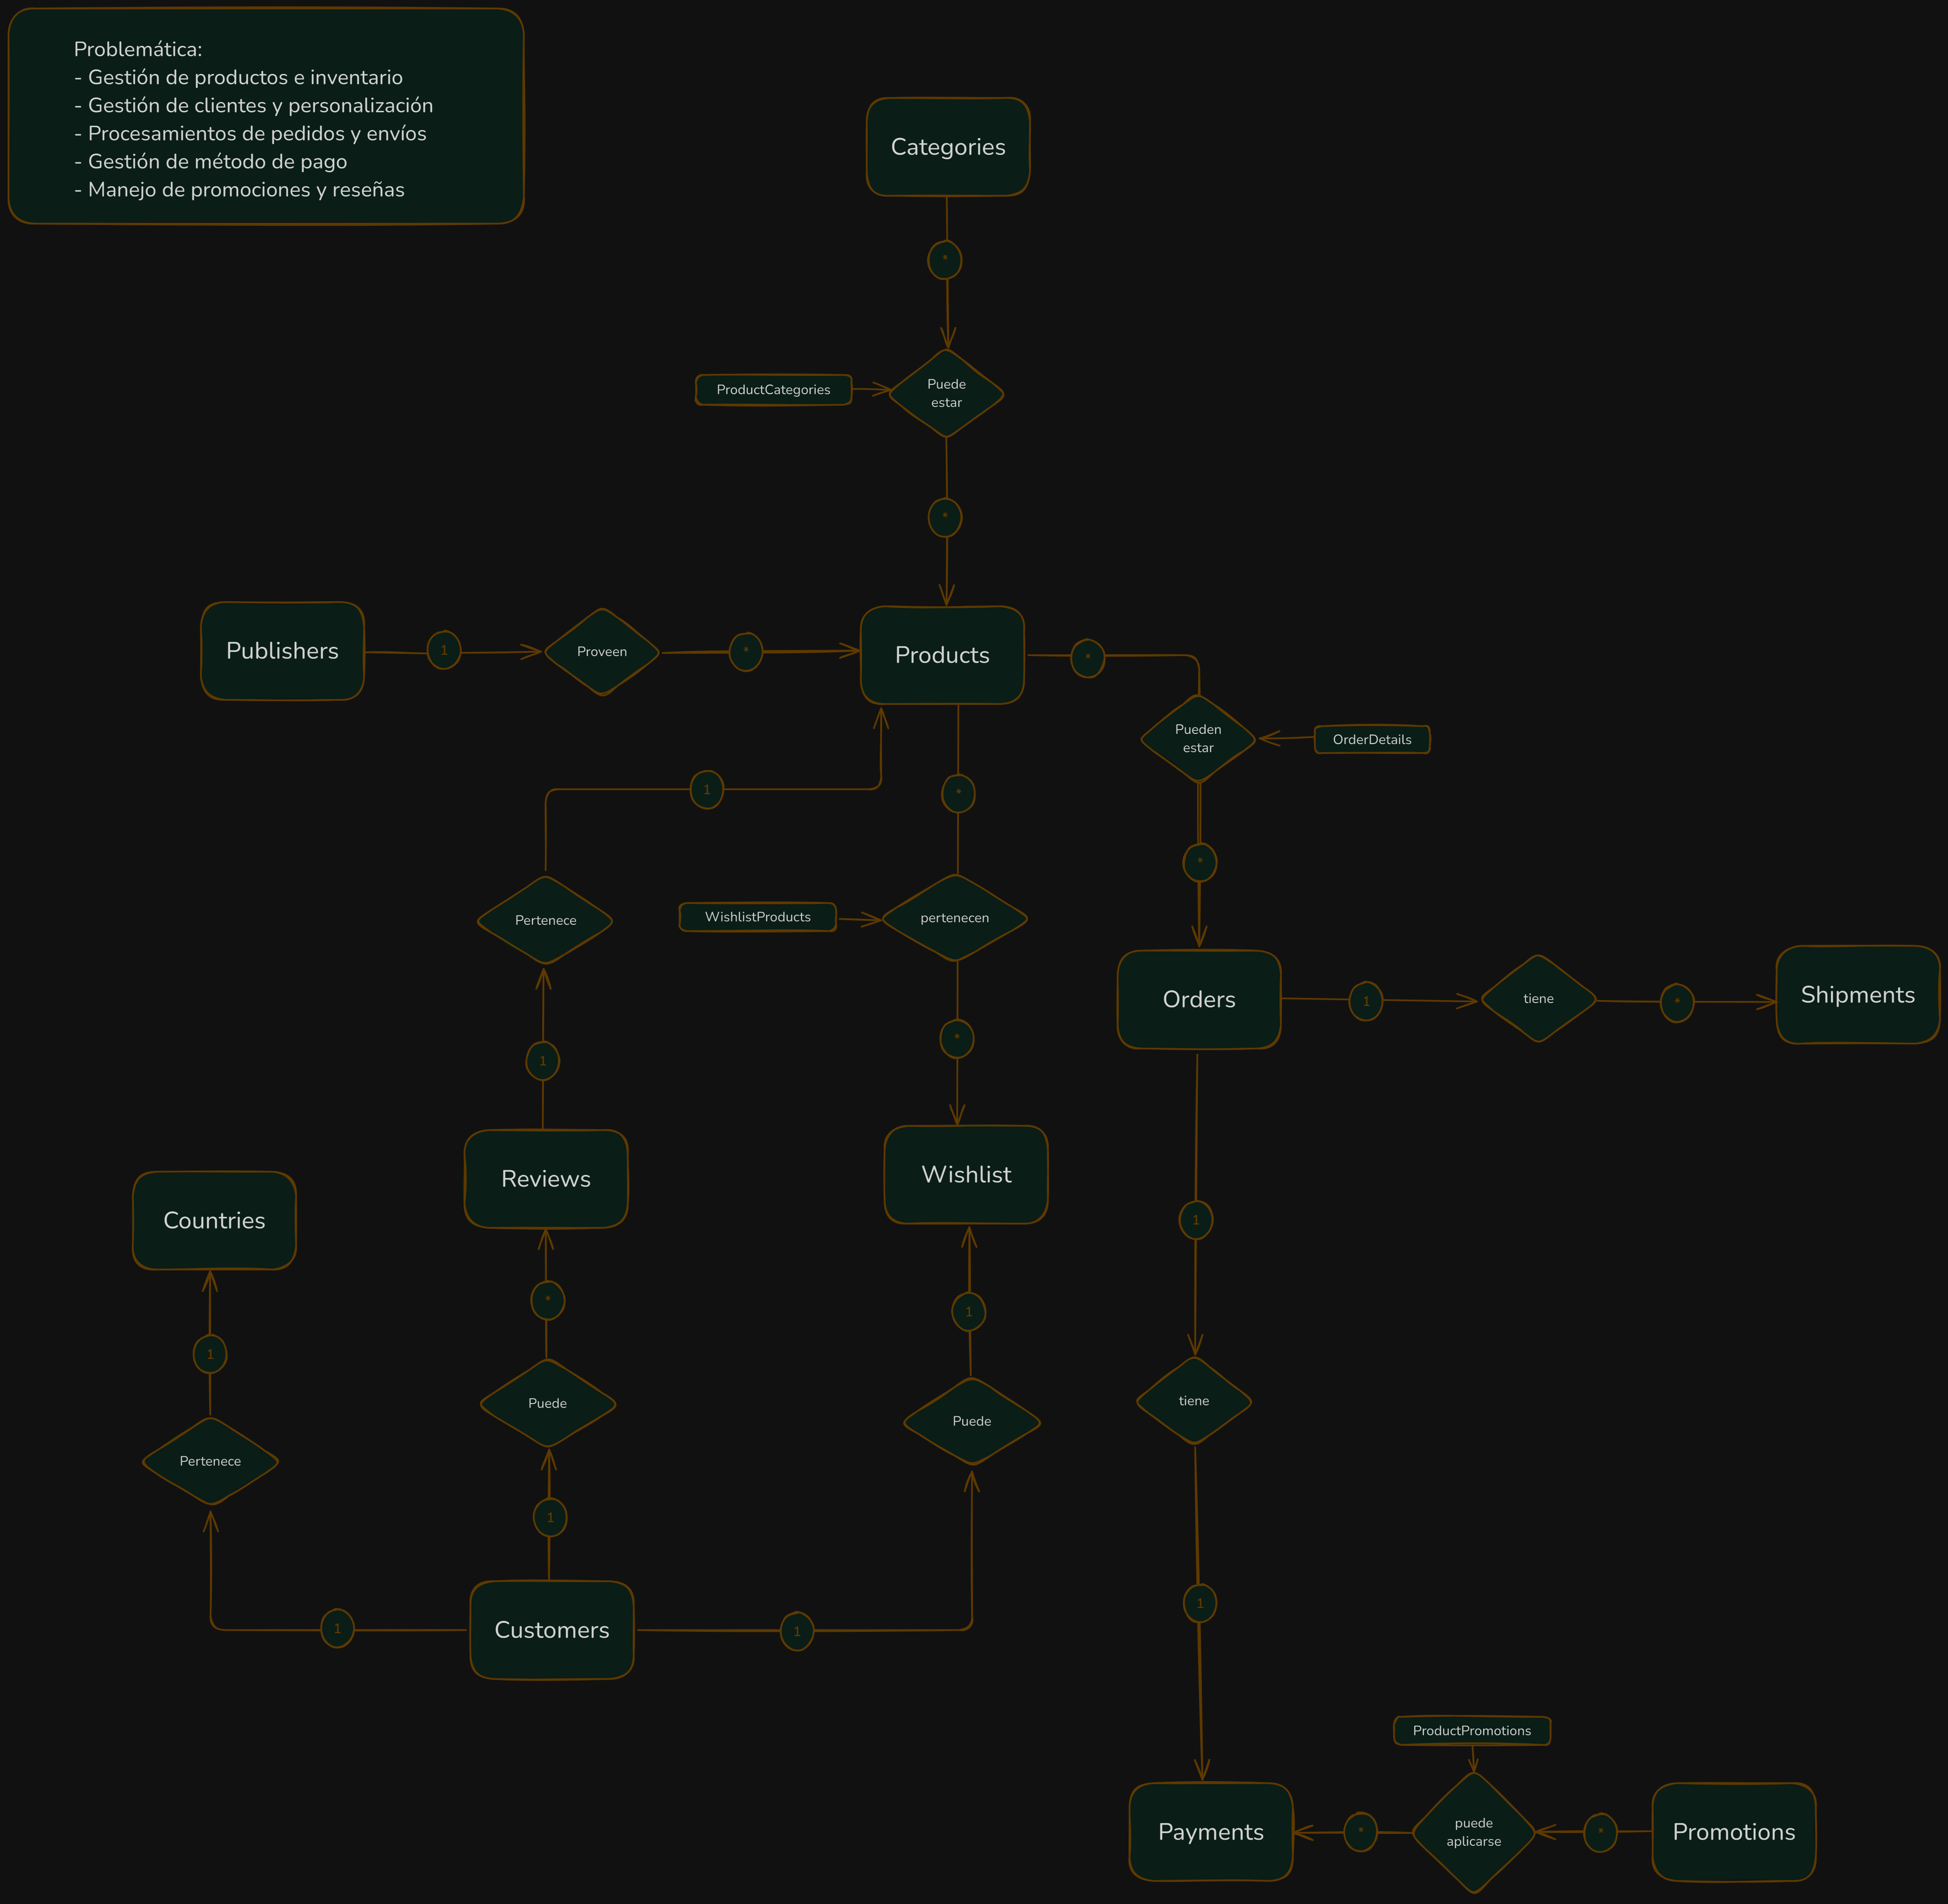 Problemática:
- Gestión de productos e inventario
- Gestión de clientes y personalización
- Procesamientos de pedidos y envíos
- Gestión de método de pago
- Manejo de promociones y reseñas
Categories
*
ProductCategories
Puede
estar
*
Publishers
1
Proveen
*
Products
*
Pueden
estar
OrderDetails
1
*
*
Pertenece
WishlistProducts
pertenecen
Orders
1
tiene
*
Shipments
1
*
Reviews
Wishlist
Countries
1
*
1
1
Pertenece
Puede
Puede
tiene
1
1
Customers
1
1
ProductPromotions
Payments
*
puede
aplicarse
*
Promotions